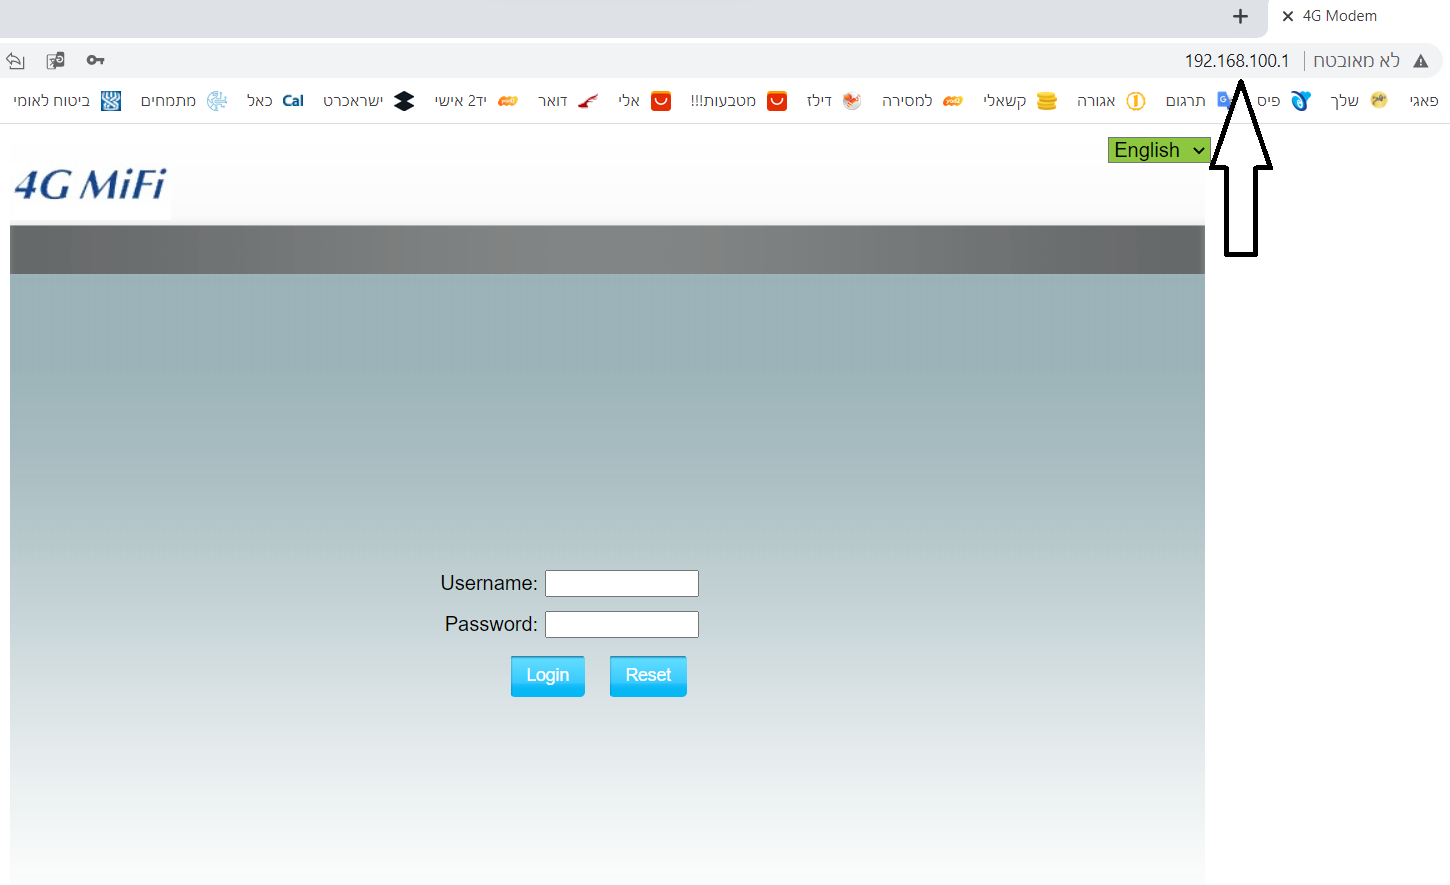 4G Modem
לא מאובטח 192.168.100.1
פאגי שלך פיס תרגום אגורה קשאלי למסירה דילז מטבעות!!! אלי דואר יד2 אישי ישראכרט כאל Cal מתמחים ביטוח לאומי
English
4G MiFi
Username:
Password:
Login Reset